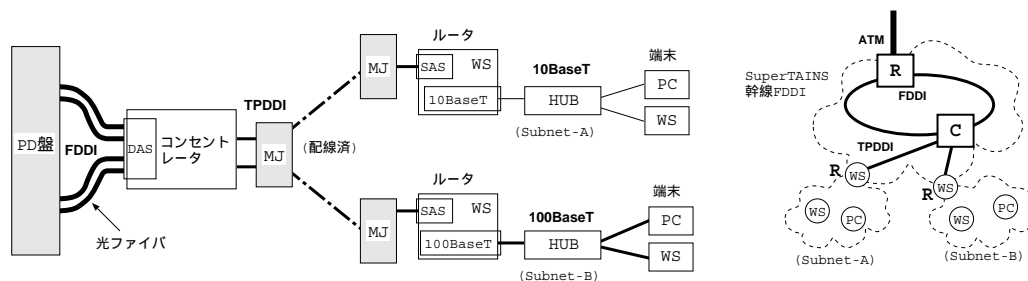 PD盤
FDDI
光ファイバ
DAS
コンセント
レータ
TPDDI
MJ
(配線済)
MJ
ルータ
SAS
WS
10BaseT
10BaseT
HUB
(Subnet-A)
端末
PC
WS
MJ
ルータ
SAS
WS
100BaseT
100BaseT
HUB
(Subnet-B)
端末
PC
WS
ATM
SuperTAINS
幹線FDDI
R
FDDI
C
TPDDI
R
WS
R
WS
WS
PC
(Subnet-A)
WS
PC
(Subnet-B)